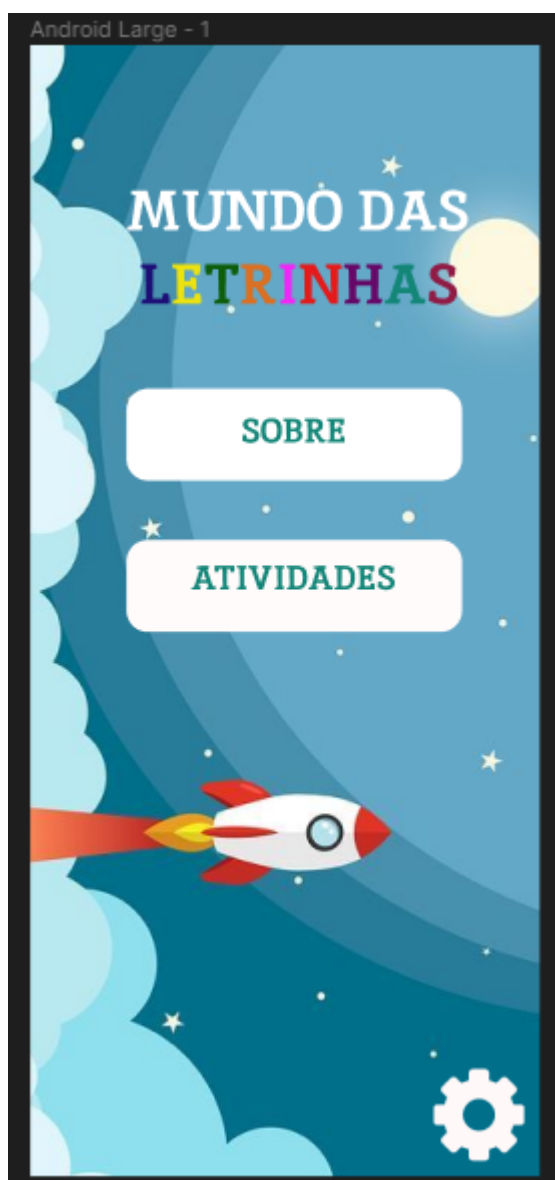 Android Large - 1
MUNDO DAS
LETRINHAS
SOBRE
ATIVIDADES